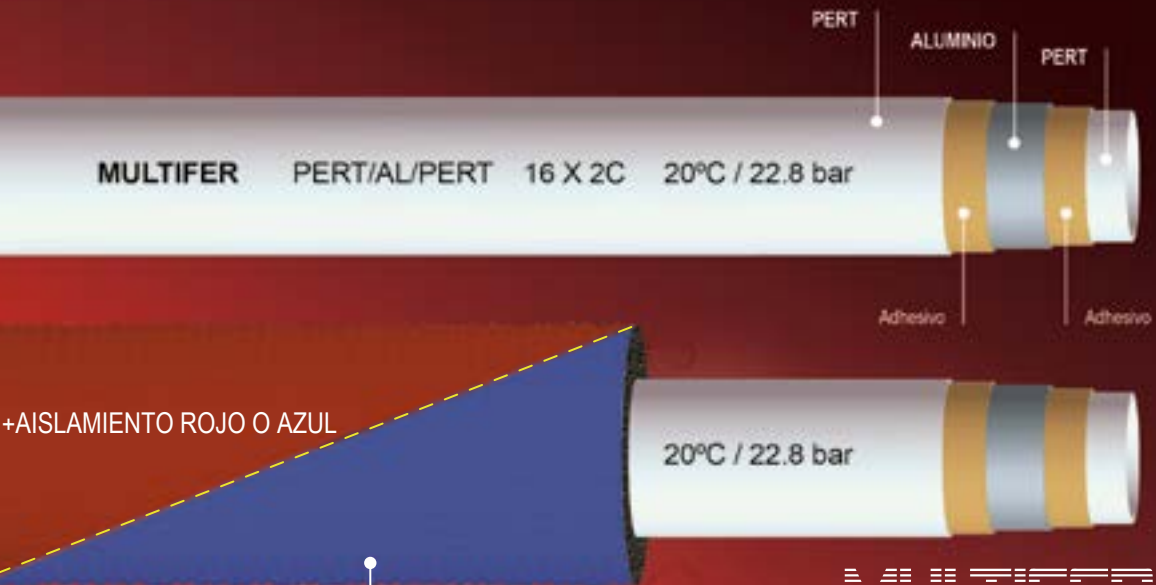 PERT
ALUMINIO
PERT
MULTIFER PERT/AL/PERT 16 X 2C 20ºC / 22.8 bar
Adhesivo
Adhesivo
+AISLAMIENTO ROJO O AZUL
20ºC / 22.8 bar